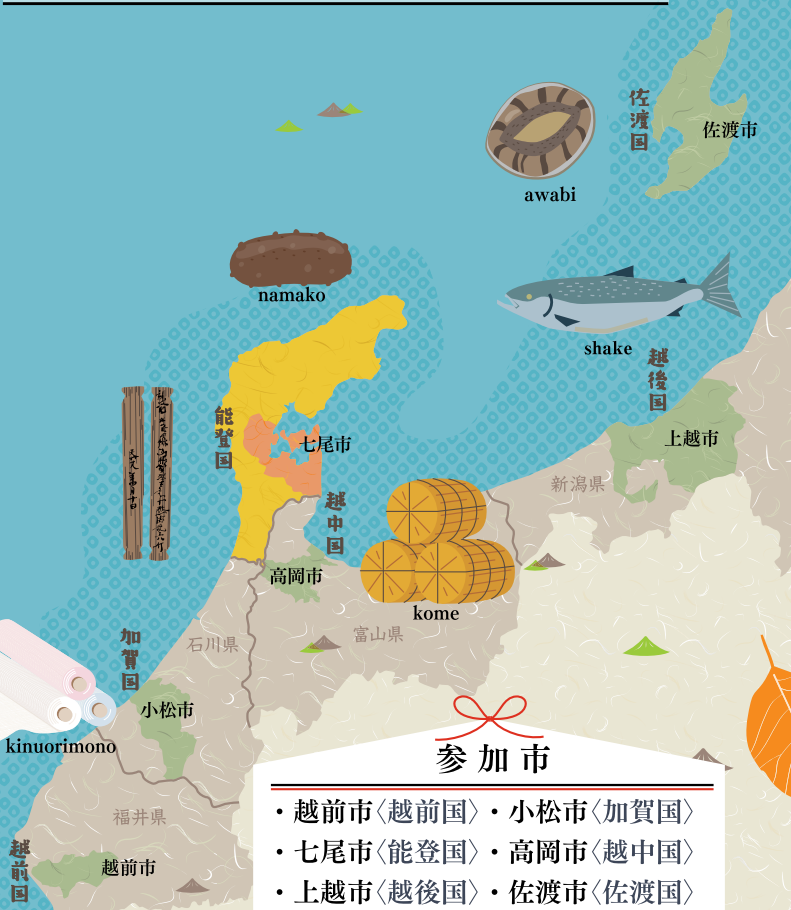 佐渡国
佐渡市
awabi
namako
shake
越後国
上越市
能登国
七尾市
新潟県
越中国
高岡市
kome
富山県
石川県
加賀国
小松市
kinuorimono
福井県
越前国
越前市
参加市
・越前市〈越前国〉・小松市〈加賀国〉
・七尾市〈能登国〉・高岡市〈越中国〉
・上越市〈越後国〉・佐渡市〈佐渡国〉